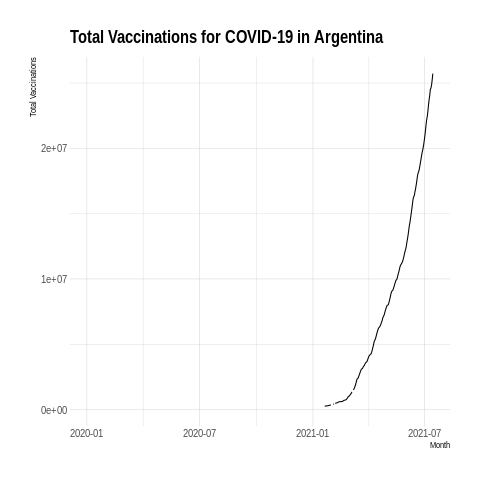 Total Vaccinations for COVID-19 in Argentina
Total Vaccinations
2e+07
1e+07
0e+00
2020-01 2020-07 2021-01 2021-07
Month